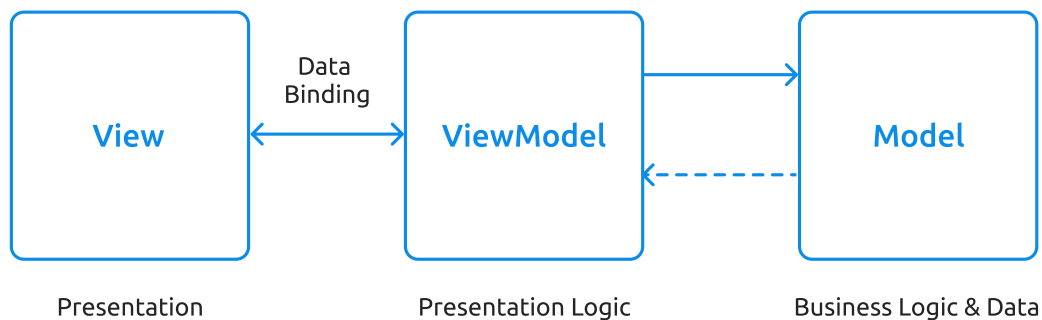 Data
Binding
View
ViewModel
Model
Presentation
Presentation Logic
Business Logic & Data